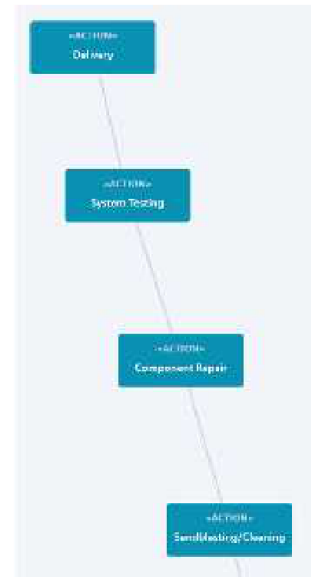 «ACTION»
Delivery
«ACTION»
System Testing
«ACTION»
Component Repair
«ACTION»
Sandblasting/Cleaning